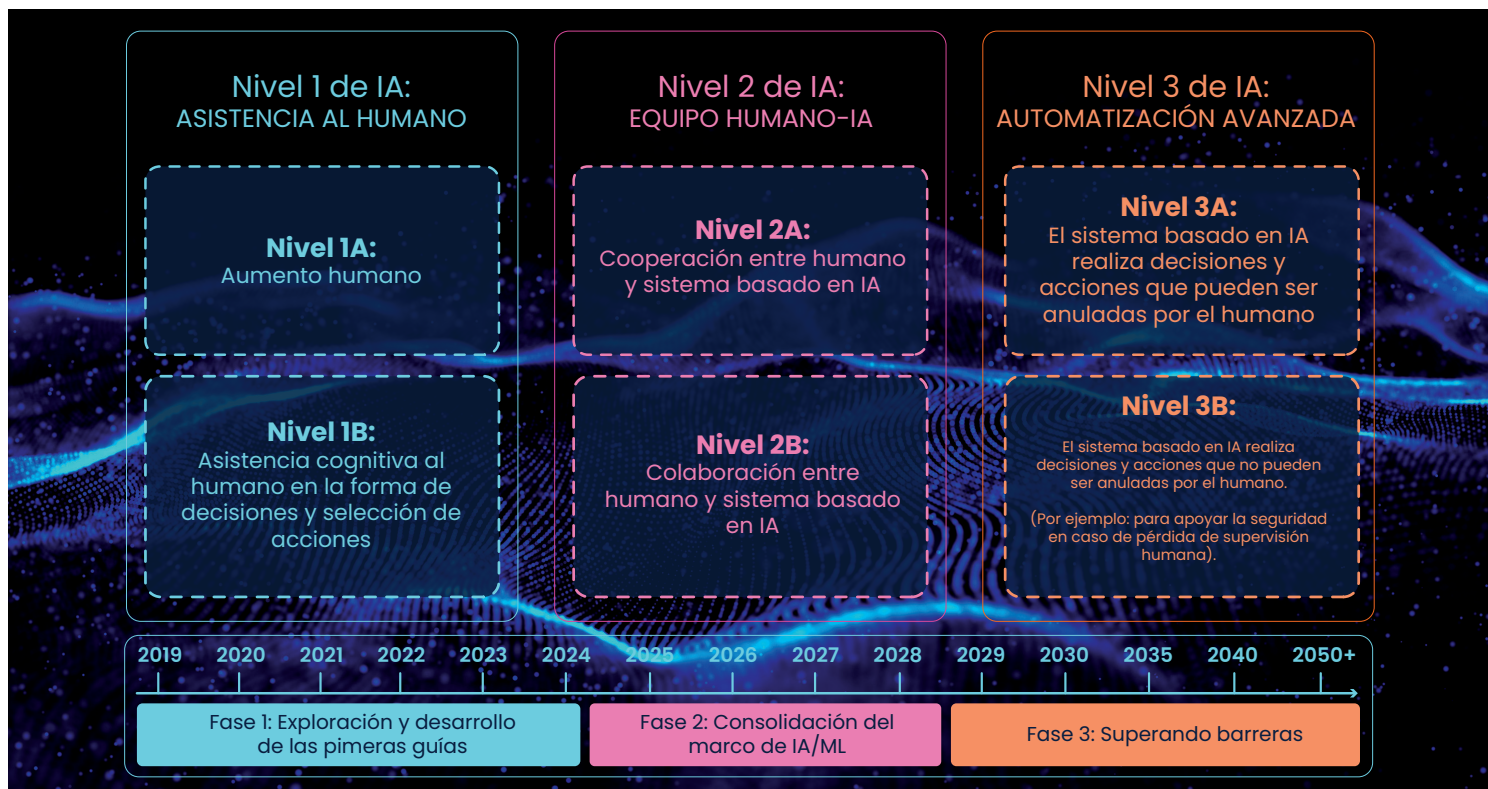 Nivel 1 de IA:
ASISTENCIA AL HUMANO
Nivel 1A:
Aumento humano
Nivel 1B:
Asistencia cognitiva al
humano en la forma de
decisiones y selección de
acciones
Nivel 2 de IA:
EQUIPO HUMANO-IA
Nivel 2A:
Cooperación entre humano
y sistema basado en IA
Nivel 2B:
Colaboración entre
humano y sistema basado
en IA
Nivel 3 de IA:
AUTOMATIZACIÓN AVANZADA
Nivel 3A:
El sistema basado en IA
realiza decisiones y
acciones que pueden ser
anuladas por el humano
Nivel 3B:
El sistema basado en IA realiza
decisiones y acciones que no pueden
ser anuladas por el humano.
(Por ejemplo: para apoyar la seguridad
en caso de pérdida de supervisión
humana).
2019 2020 2021 2022 2023 2024 2025 2026 2027 2028 2029 2030 2035 2040 2050+
Fase 1: Exploración y desarrollo
de las pimeras guías
Fase 2: Consolidación del
marco de IA/ML
Fase 3: Superando barreras